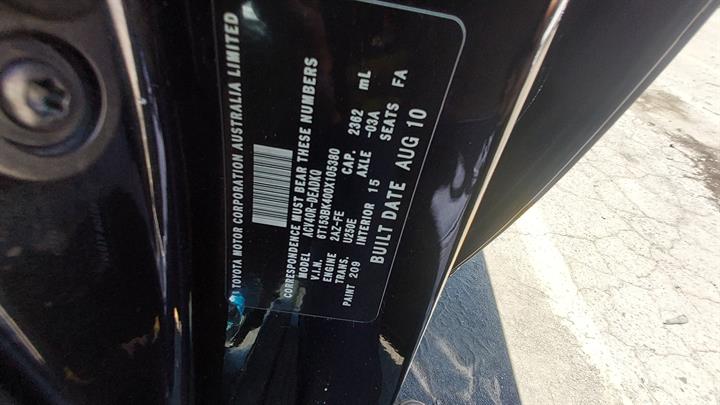 TOYOTA MOTOR CORPORATION AUSTRALIA LIMITED
CORRESPONDENCE MUST BEAR THESE NUMBERS
MODEL ACV40R-DEADKQ
V.I.N. 6T153BK400X105380
ENGINE 2AZ-FE CAP. 2362 mL
TRANS. U250E AXLE -03A
PAINT 209 INTERIOR 15 SEATS FA
BUILT DATE AUG 10